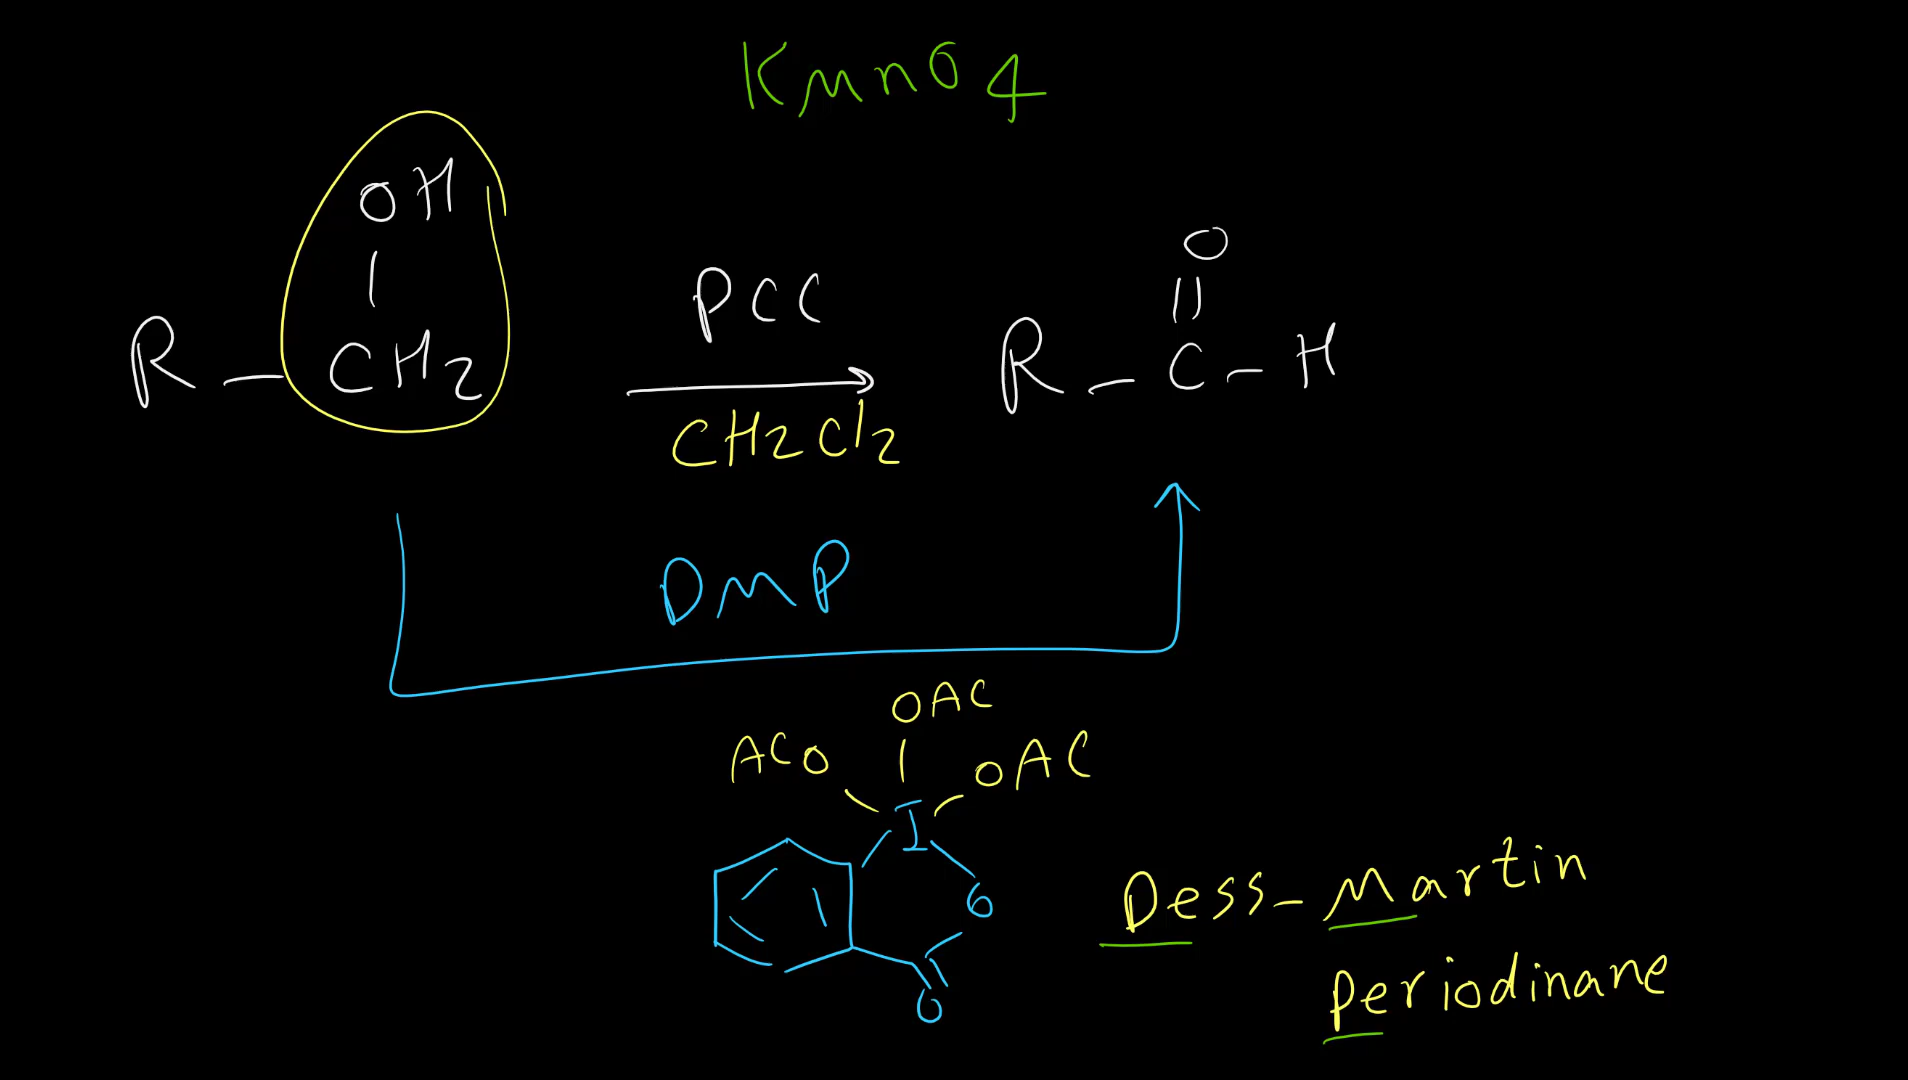 KMnO4
OH
R-CH2
PCC
CH2Cl2
O
R-C-H
DMP
OAC
ACO
OAC
I
O
O
Dess-Martin
Periodinane